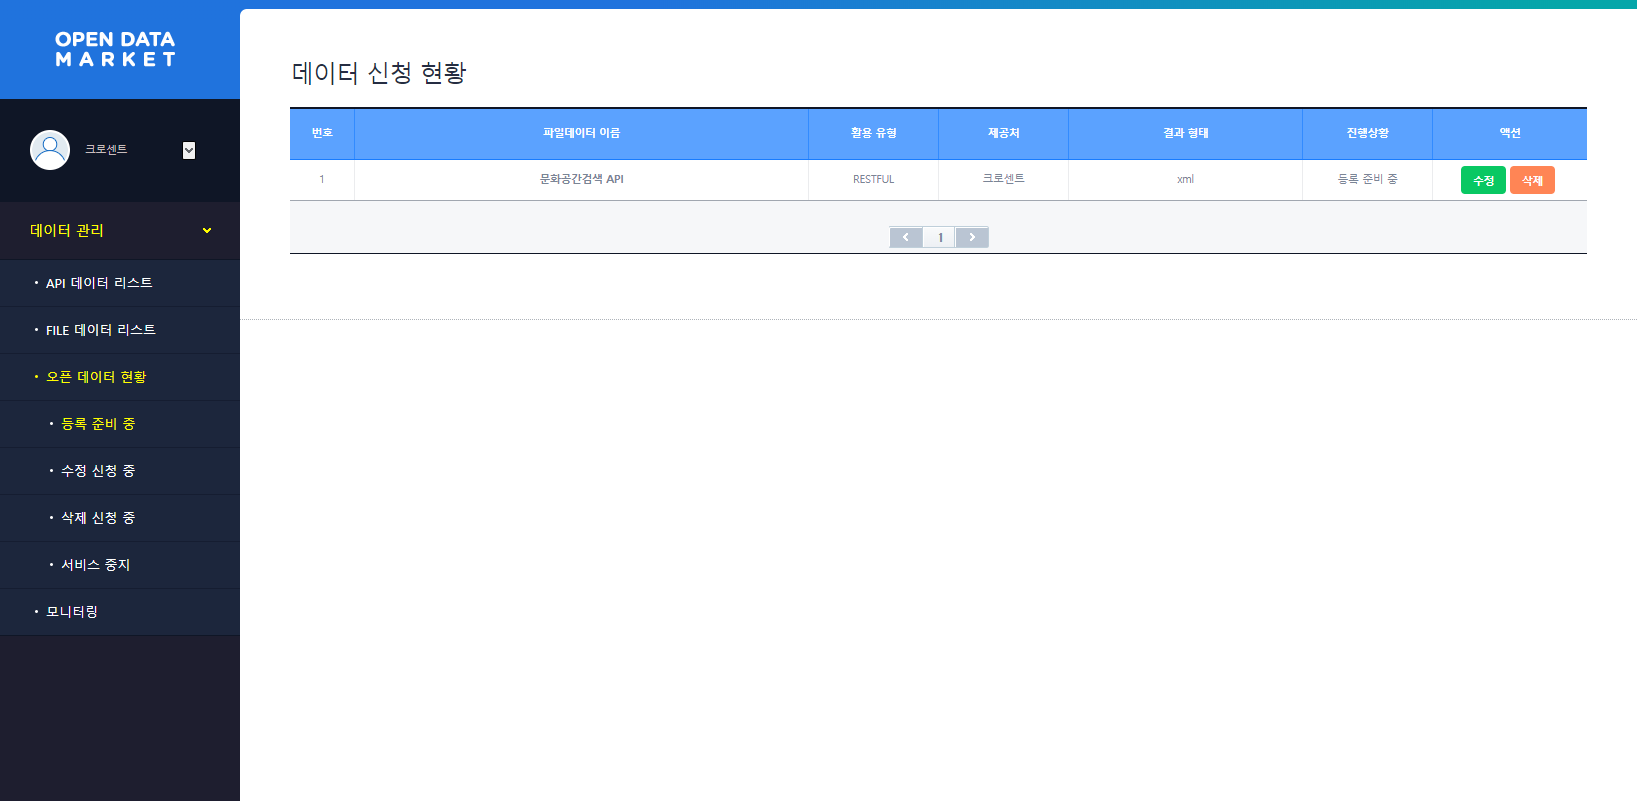 OPEN DATA
MARKET
크로센트
데이터 관리
• API 데이터 리스트
• FILE 데이터 리스트
• 오픈 데이터 현황
• 등록 준비 중
• 수정 신청 중
• 삭제 신청 중
• 서비스 중지
• 모니터링
데이터 신청 현황
번호 파일데이터 이름 활용 유형 제공처 결과 형태 진행상황 액션
1 문화공간검색 API RESTFUL 크로센트 xml 등록 준비 중 수정 삭제
1